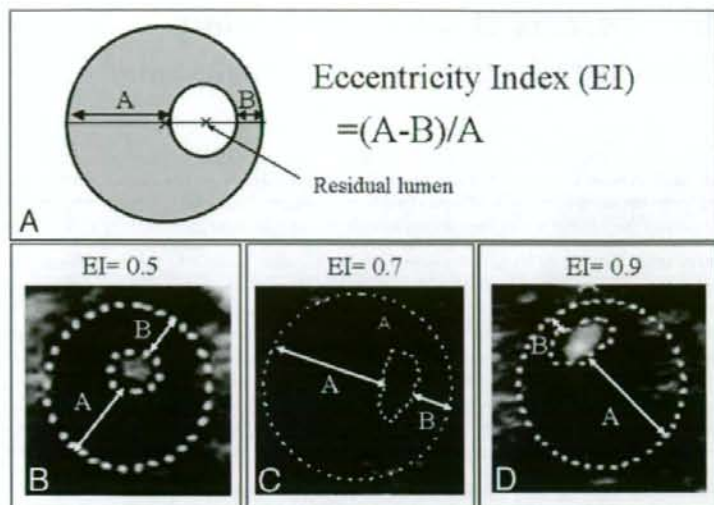 A B
Eccentricity Index (EI)
=(A-B)/A
Residual lumen
A
EI= 0.5
B
A
B
EI= 0.7
A
A
B
C
EI= 0.9
B
A
D